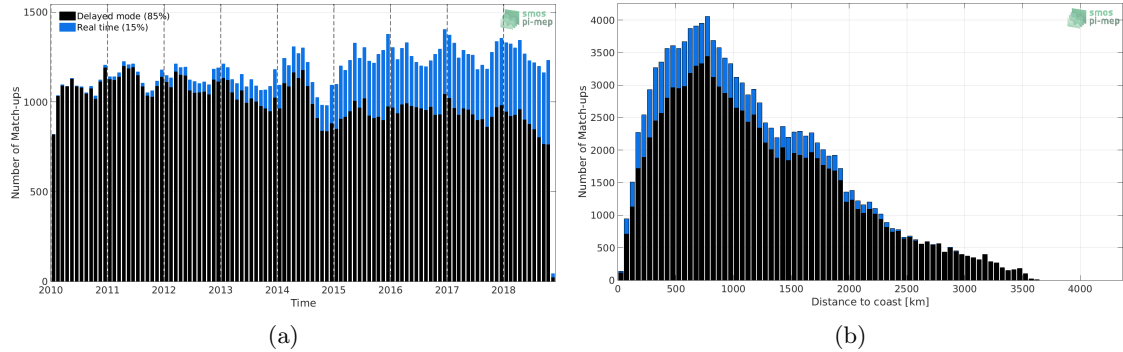 Delayed mode (85%)
Real time (15%)
smos
pi-mep
1500
1000
500
0
Number of Match-ups
2010 2011 2012 2013 2014 2015 2016 2017 2018
Time
(a)
smos
pi-mep
4000
3500
3000
2500
2000
1500
1000
500
0
Number of Match-ups
0 500 1000 1500 2000 2500 3000 3500 4000
Distance to coast [km]
(b)